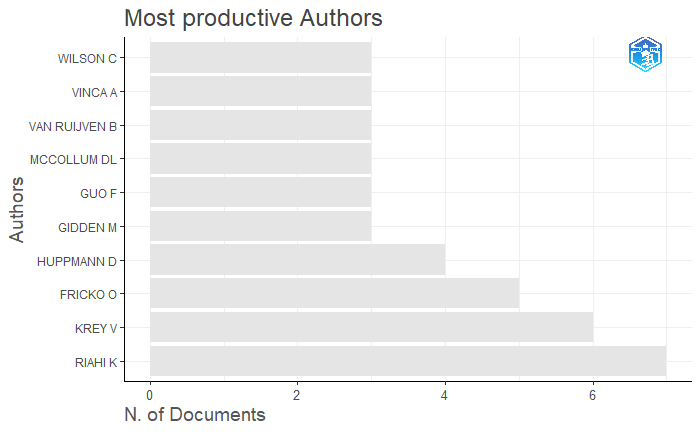 Most productive Authors
WILSON C
VINCA A
VAN RUIJVEN B
MCCOLLUM DL
GUO F
GIDDEN M
HUPPMANN D
FRICKO O
KREY V
RIAHI K
Authors
0 2 4 6
N. of Documents